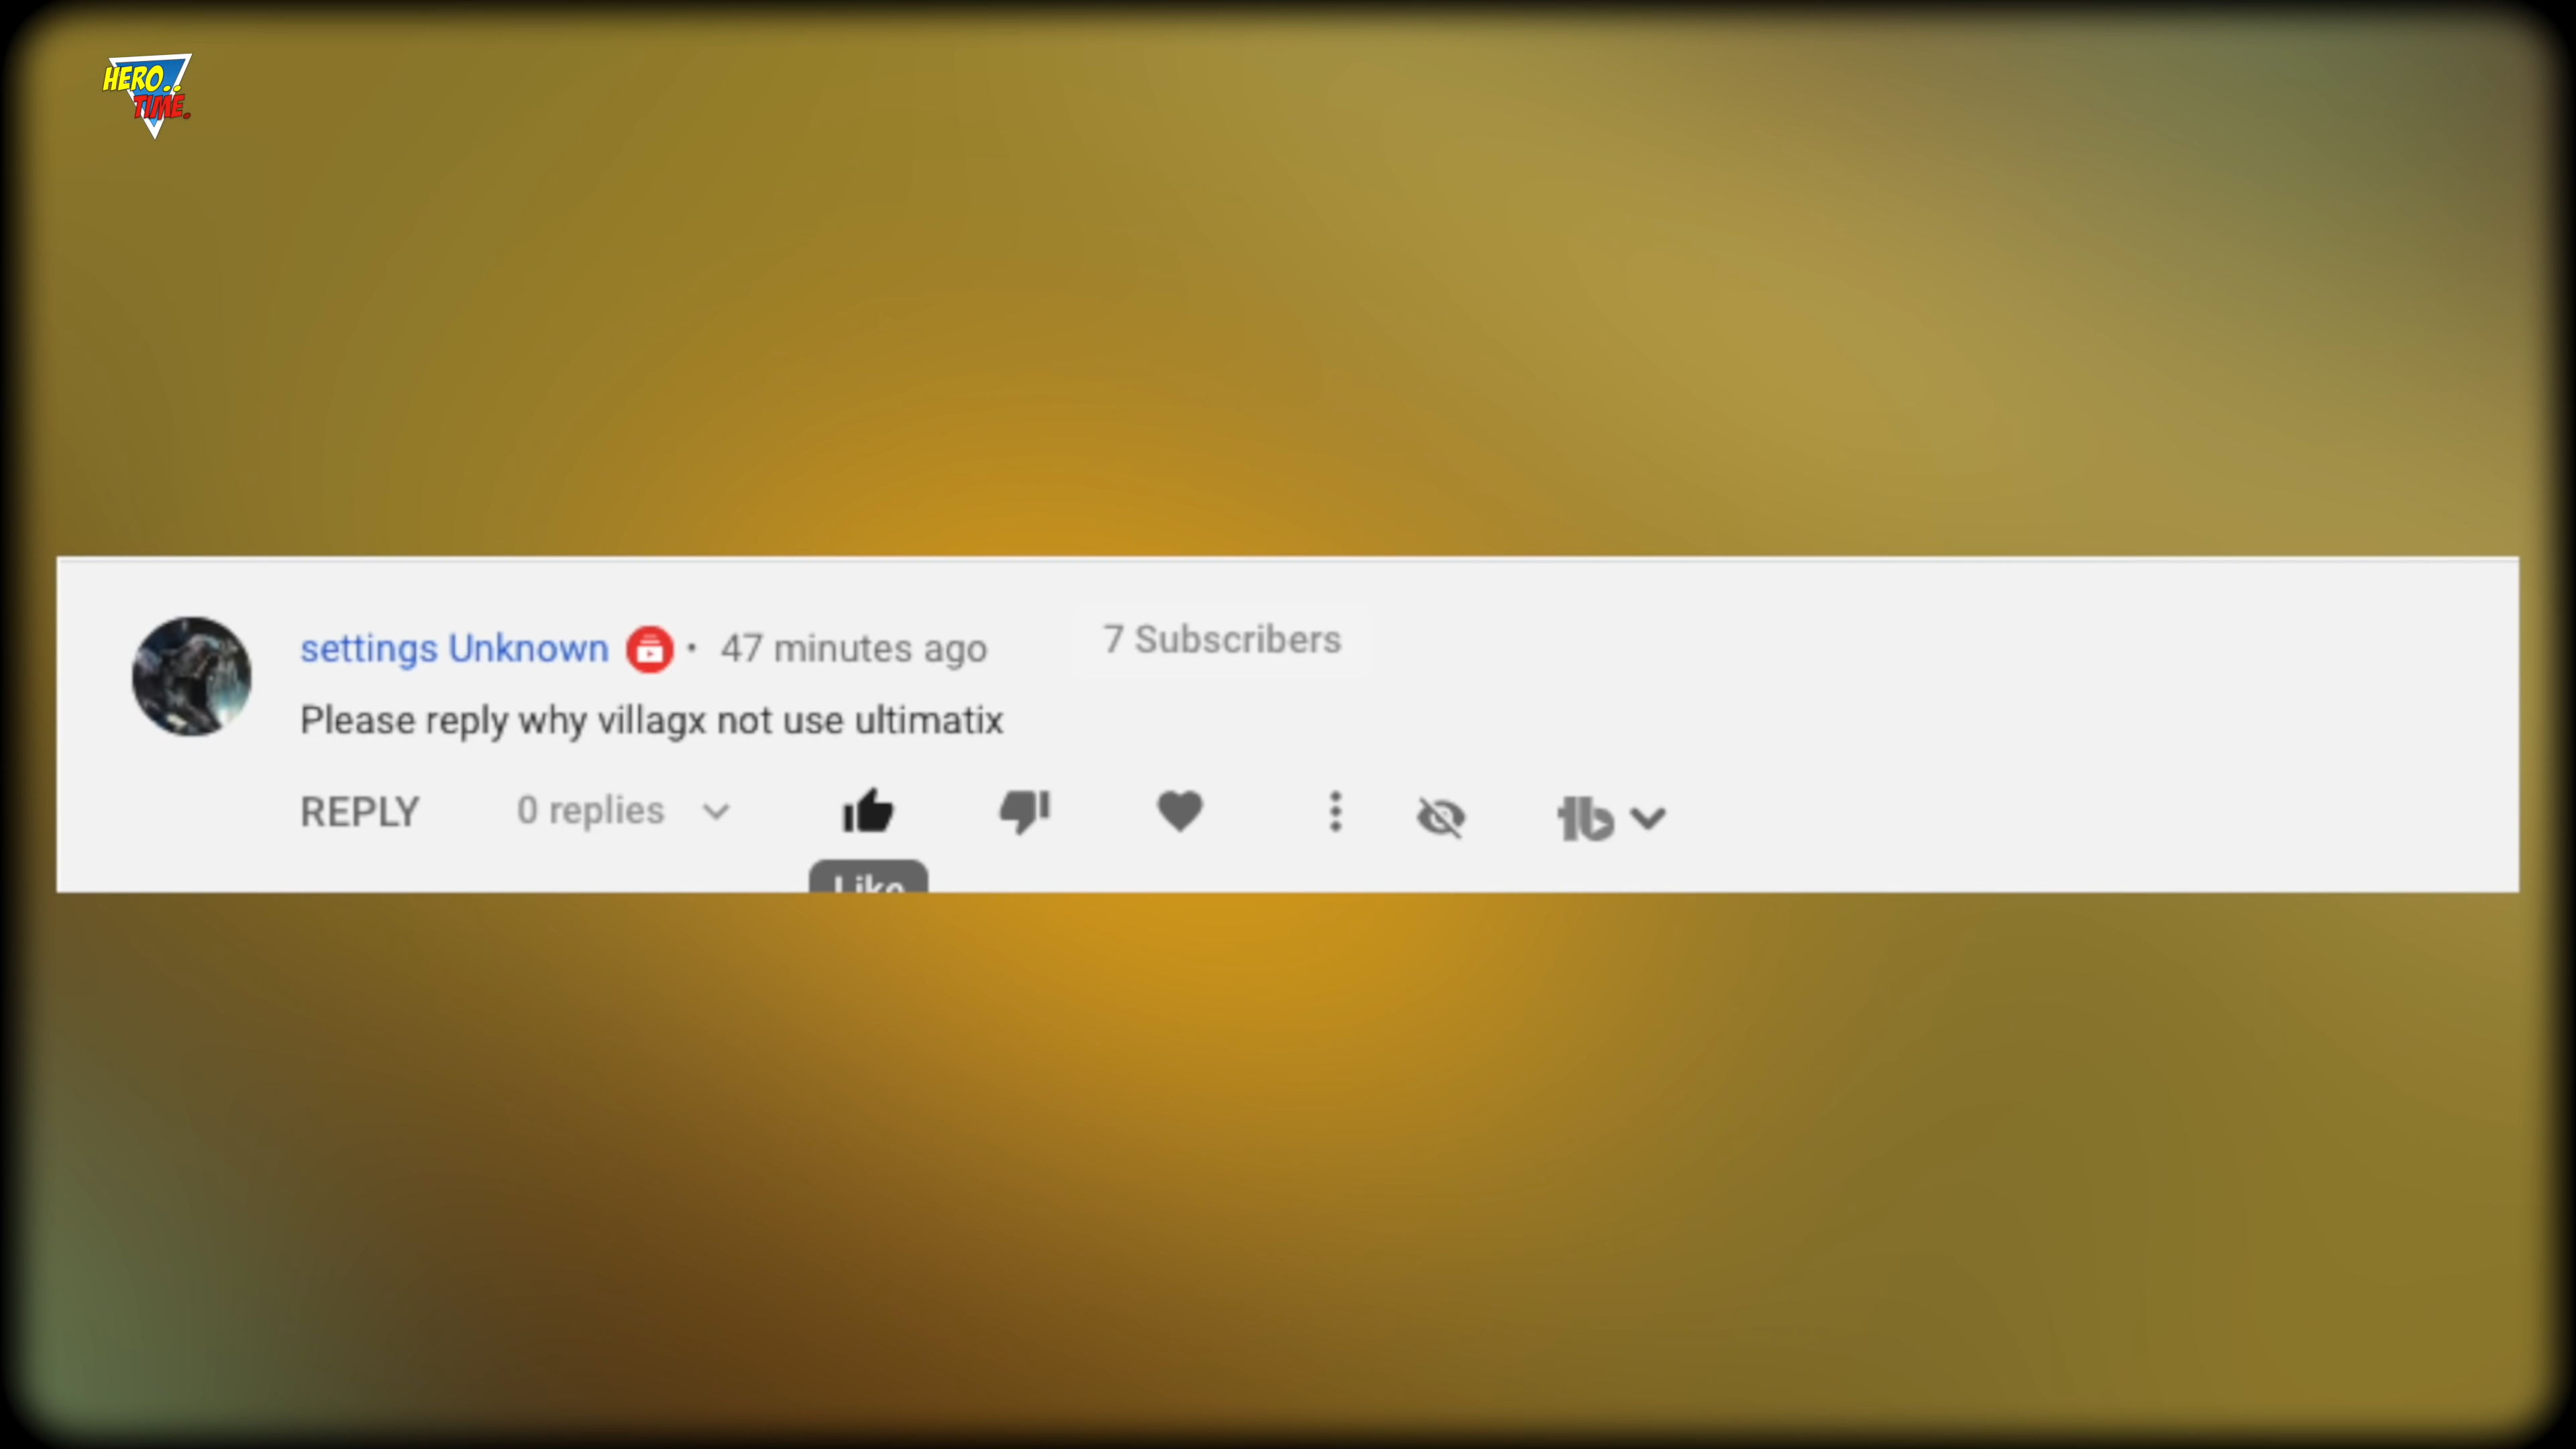 HERO..
TIME.
settings Unknown • 47 minutes ago 7 Subscribers
Please reply why villagx not use ultimatix
REPLY 0 replies
Like